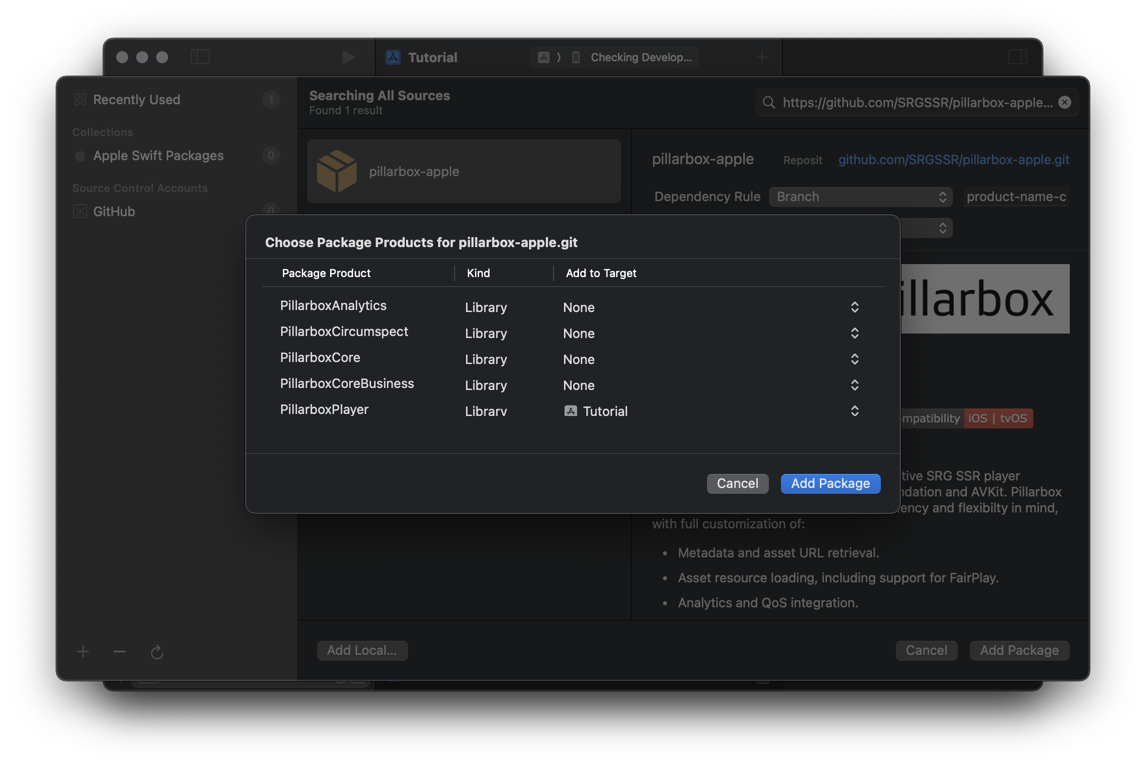 Tutorial
Checking Develop...
Recently Used 1
Collections
Apple Swift Packages 0
Source Control Accounts
GitHub 0
Searching All Sources
Found 1 result
https://github.com/SRGSSR/pillarbox-apple...
pillarbox-apple
pillarbox-apple Reposit github.com/SRGSSR/pillarbox-apple.git
Dependency Rule Branch product-name-c
Choose Package Products for pillarbox-apple.git
Package Product Kind Add to Target
PillarboxAnalytics Library None
PillarboxCircumspect Library None
PillarboxCore Library None
PillarboxCoreBusiness Library None
PillarboxPlayer Library Tutorial
Cancel Add Package
illarbox
mpatibility iOS | tvOS
tive SRG SSR player
ndation and AVKit. Pillarbox
ency and flexibilty in mind,
with full customization of:
• Metadata and asset URL retrieval.
• Asset resource loading, including support for FairPlay.
• Analytics and QoS integration.
Add Local... Cancel Add Package